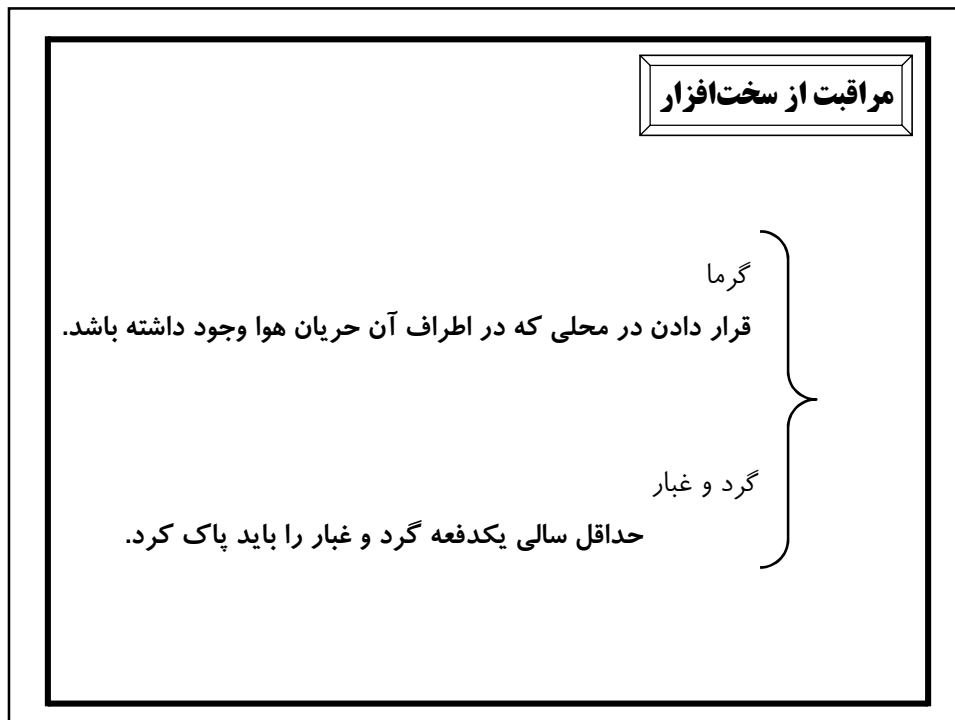 مراقبت از سخت‌افزار
گرما
قرار دادن در محلی که در اطراف آن حریان هوا وجود داشته باشد.
گرد و غبار
حداقل سالی یکدفعه گرد و غبار را باید پاک کرد.